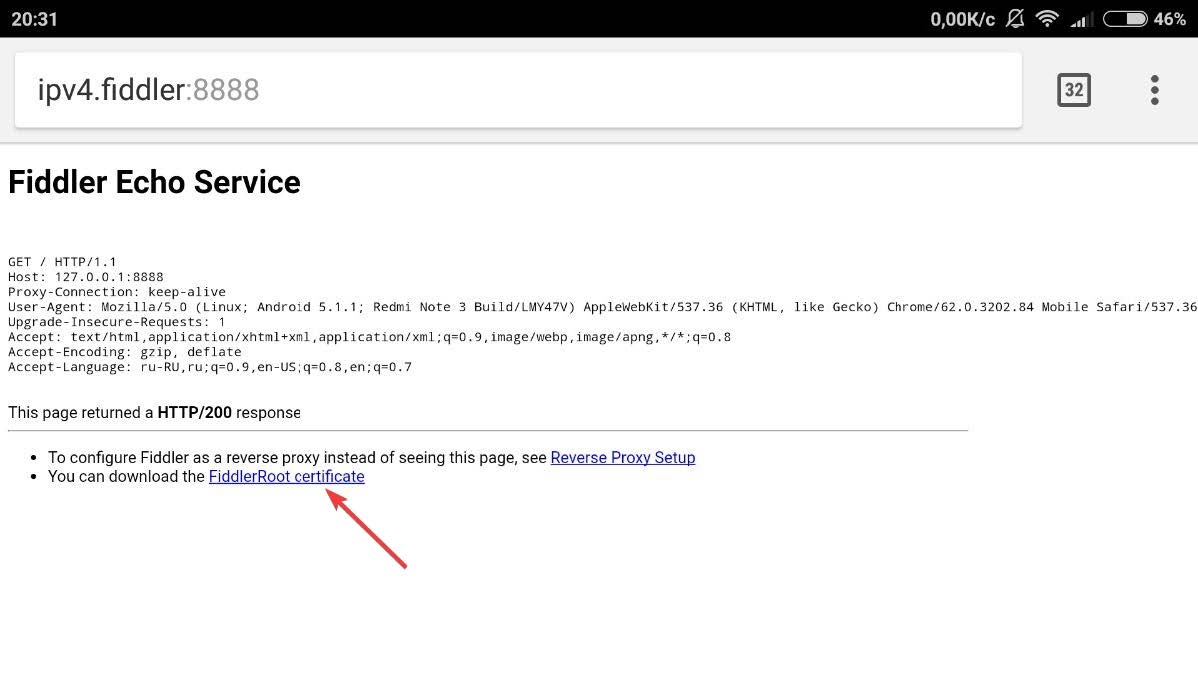 20:31
0,00K/c
46%
ipv4.fiddler:8888
32
Fiddler Echo Service
GET / HTTP/1.1
Host: 127.0.0.1:8888
Proxy-Connection: keep-alive
User-Agent: Mozilla/5.0 (Linux; Android 5.1.1; Redmi Note 3 Build/LMY47V) AppleWebKit/537.36 (KHTML, like Gecko) Chrome/62.0.3202.84 Mobile Safari/537.36
Upgrade-Insecure-Requests: 1
Accept: text/html,application/xhtml+xml,application/xml;q=0.9,image/webp,image/apng,*/*;q=0.8
Accept-Encoding: gzip, deflate
Accept-Language: ru-RU,ru;q=0.9,en-US;q=0.8,en;q=0.7
This page returned a HTTP/200 response
• To configure Fiddler as a reverse proxy instead of seeing this page, see Reverse Proxy Setup
• You can download the FiddlerRoot certificate